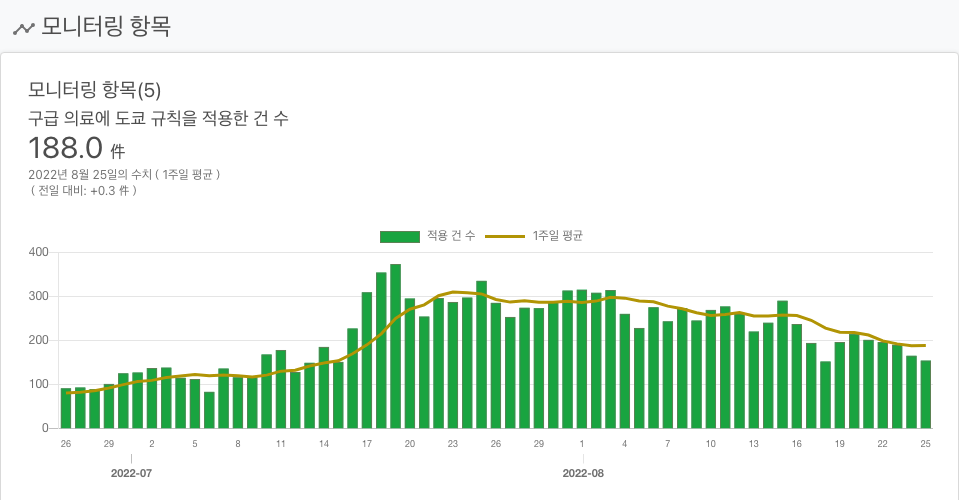 모니터링 항목
모니터링 항목(5)
구급 의료에 도쿄 규칙을 적용한 건 수
188.0 件
2022년 8월 25일의 수치 ( 1주일 평균 )
( 전일 대비: +0.3 件 )
적용 건 수 1주일 평균
400
300
200
100
0
26 29 2 5 8 11 14 17 20 23 26 29 1 4 7 10 13 16 19 22 25
2022-07 2022-08